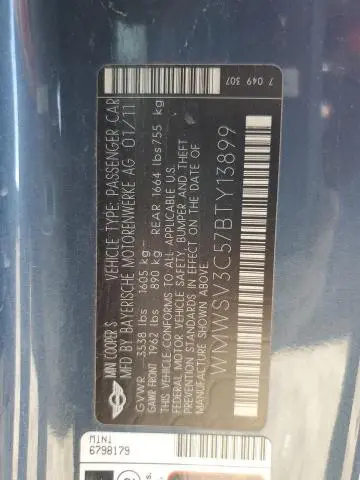 MINI COOPER S
VEHICLE TYPE: PASSENGER CAR
MFD BY BAYERISCHE MOTORENWERKE AG 01/11
GVWR 3538 lbs 1605 kg
GAWR FRONT 1962 lbs 890 kg REAR 1664 lbs 755 kg
THIS VEHICLE CONFORMS TO ALL APPLICABLE U.S.
FEDERAL MOTOR VEHICLE SAFETY, BUMPER AND THEFT
PREVENTION STANDARDS IN EFFECT ON THE DATE OF
MANUFACTURE SHOWN ABOVE.
WMWSV3C57BTY13899
7 049 307
MINI
6798179